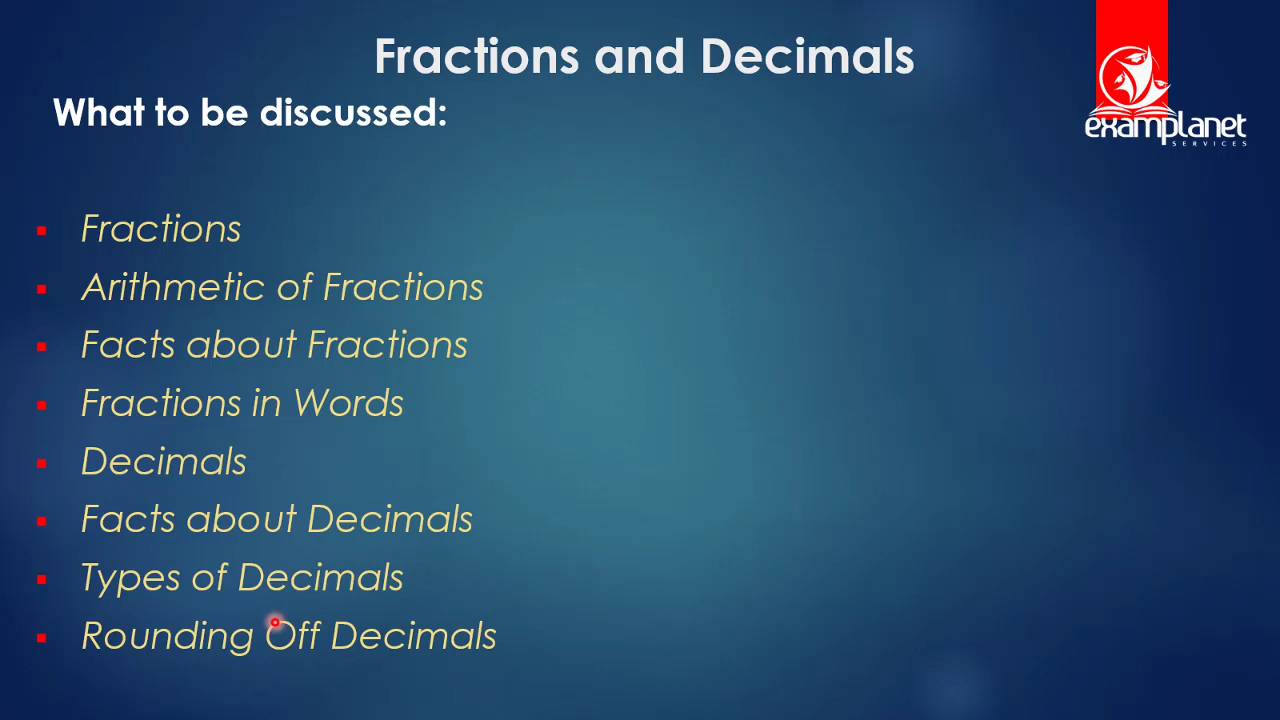 Fractions and Decimals
What to be discussed:
examplanet
SERVICES
Fractions
Arithmetic of Fractions
Facts about Fractions
Fractions in Words
Decimals
Facts about Decimals
Types of Decimals
Rounding Off Decimals